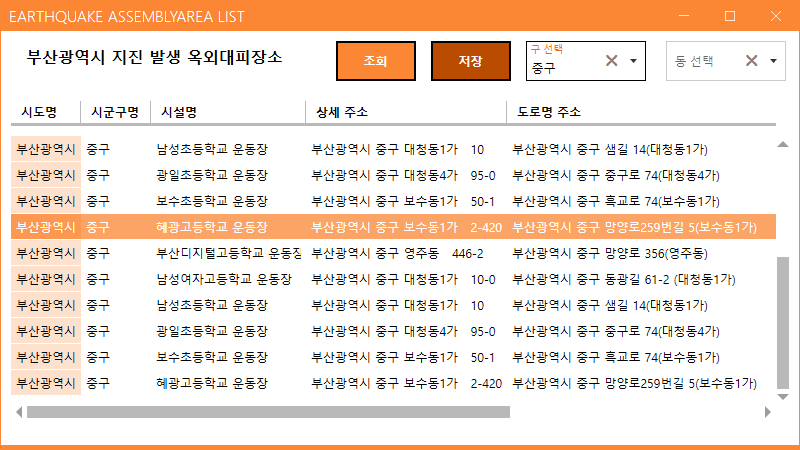 EARTHQUAKE ASSEMBLYAREA LIST
부산광역시 지진 발생 옥외대피장소
조회
저장
구 선택
중구
동 선택
시도명 시군구명 시설명 상세 주소 도로명 주소
부산광역시 중구 남성초등학교 운동장 부산광역시 중구 대청동1가 10 부산광역시 중구 샘길 14(대청동1가)
부산광역시 중구 광일초등학교 운동장 부산광역시 중구 대청동4가 95-0 부산광역시 중구 중구로 74(대청동4가)
부산광역시 중구 보수초등학교 운동장 부산광역시 중구 보수동1가 50-1 부산광역시 중구 흑교로 74(보수동1가)
부산광역시 중구 혜광고등학교 운동장 부산광역시 중구 보수동1가 2-420 부산광역시 중구 망양로259번길 5(보수동1가)
부산광역시 중구 부산디지털고등학교 운동장 부산광역시 중구 영주동 446-2 부산광역시 중구 망양로 356(영주동)
부산광역시 중구 남성여자고등학교 운동장 부산광역시 중구 대청동1가 10-0 부산광역시 중구 동광길 61-2 (대청동1가)
부산광역시 중구 남성초등학교 운동장 부산광역시 중구 대청동1가 10 부산광역시 중구 샘길 14(대청동1가)
부산광역시 중구 광일초등학교 운동장 부산광역시 중구 대청동4가 95-0 부산광역시 중구 중구로 74(대청동4가)
부산광역시 중구 보수초등학교 운동장 부산광역시 중구 보수동1가 50-1 부산광역시 중구 흑교로 74(보수동1가)
부산광역시 중구 혜광고등학교 운동장 부산광역시 중구 보수동1가 2-420 부산광역시 중구 망양로259번길 5(보수동1가)